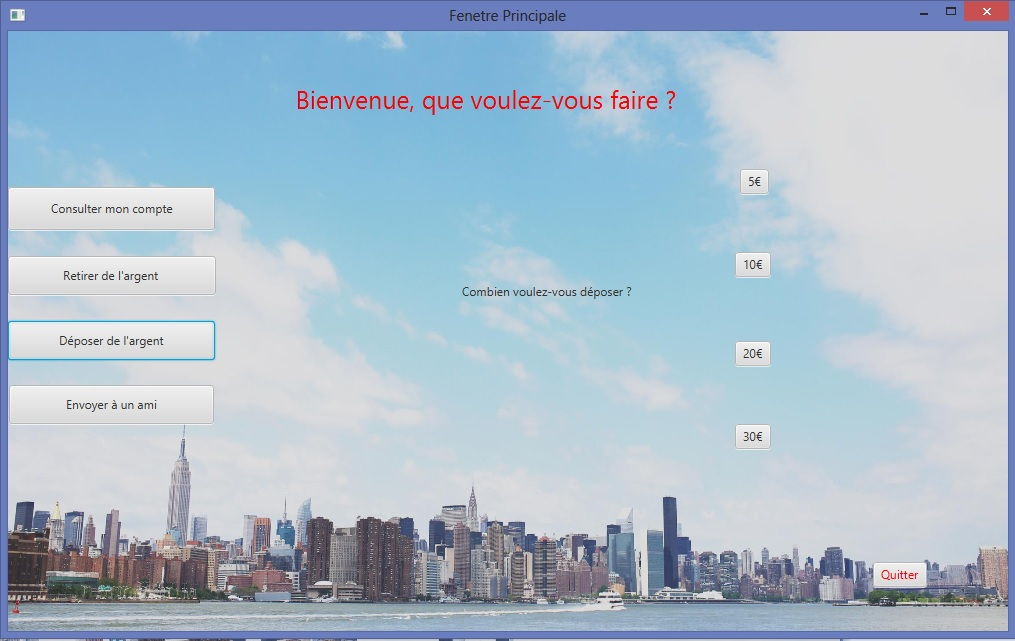 Fenetre Principale
Bienvenue, que voulez-vous faire ?
Consulter mon compte
Retirer de l'argent
Déposer de l'argent
Envoyer à un ami
Combien voulez-vous déposer ?
5€
10€
20€
30€
Quitter